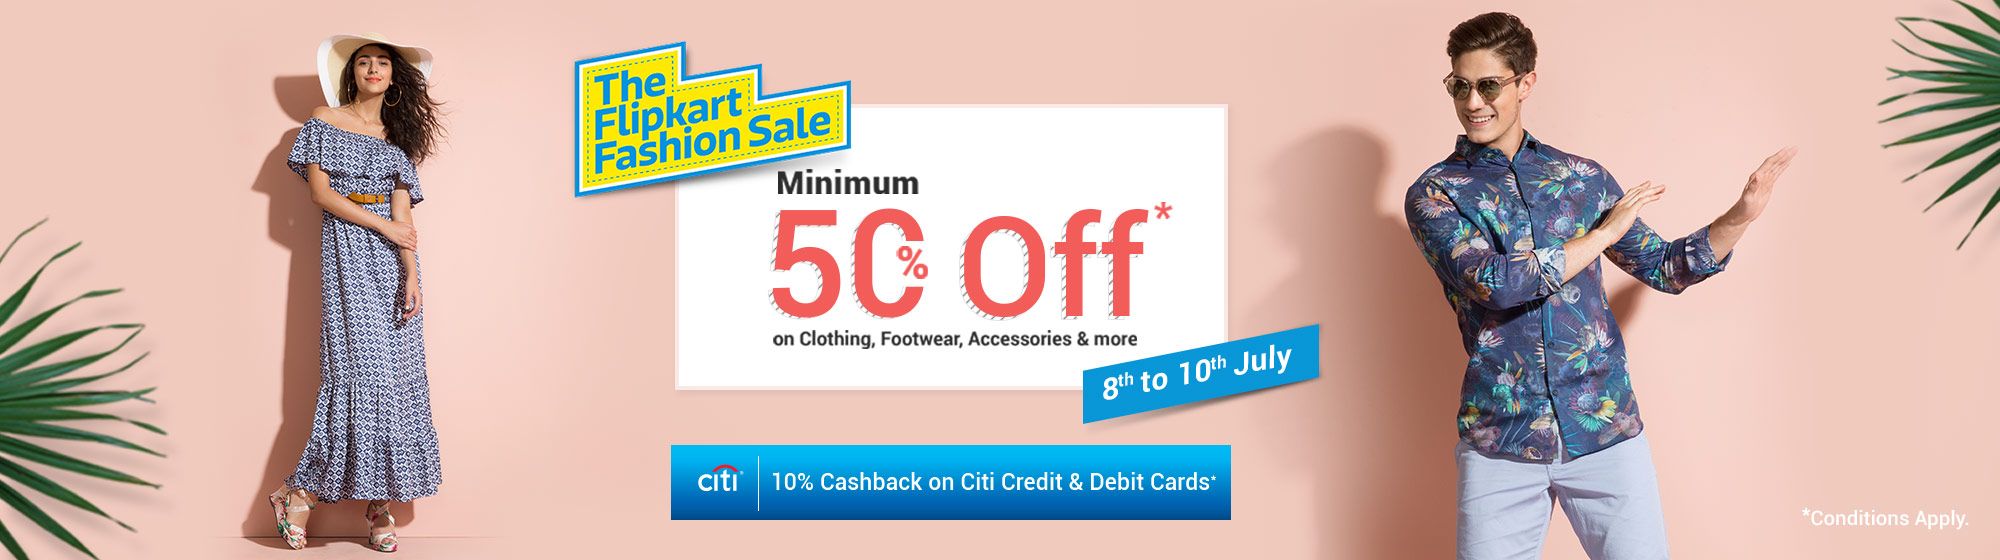 The
Flipkart
Fashion Sale
Minimum
50% Off*
on Clothing, Footwear, Accessories & more
8th to 10th July
citi
10% Cashback on Citi Credit & Debit Cards*
*Conditions Apply.